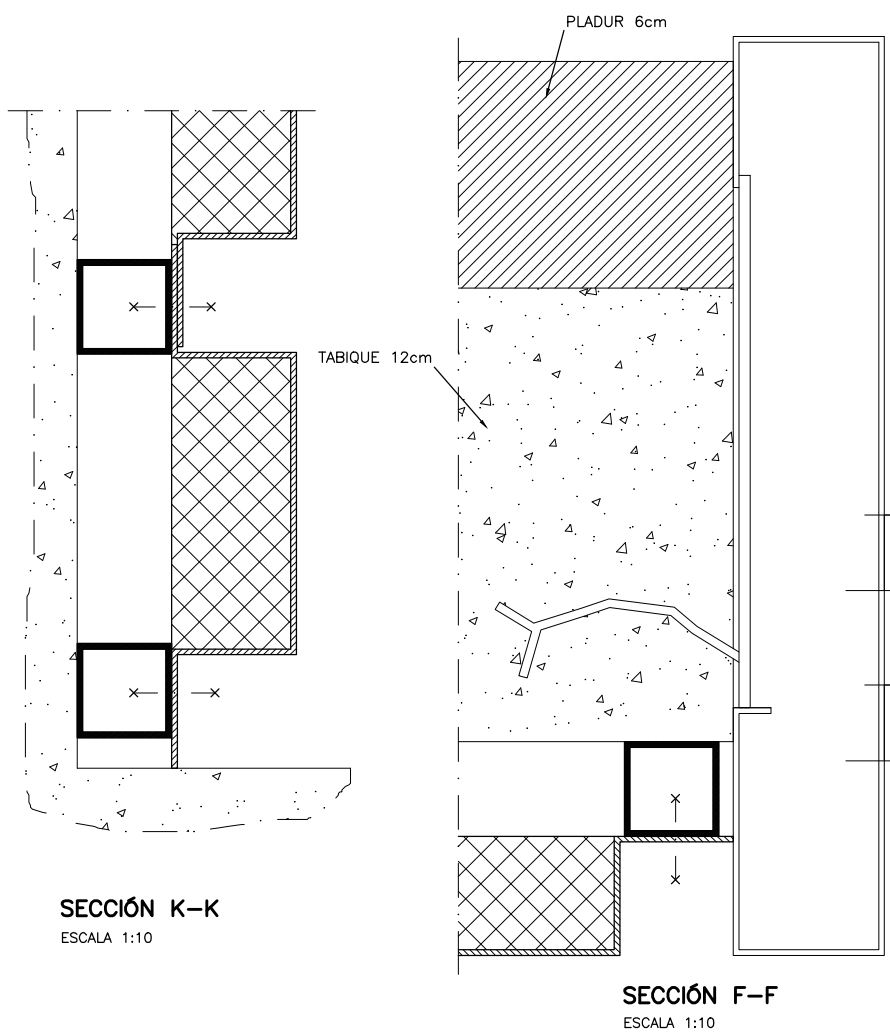 PLADUR 6cm
TABIQUE 12cm
SECCIÓN K-K
ESCALA 1:10
SECCIÓN F-F
ESCALA 1:10